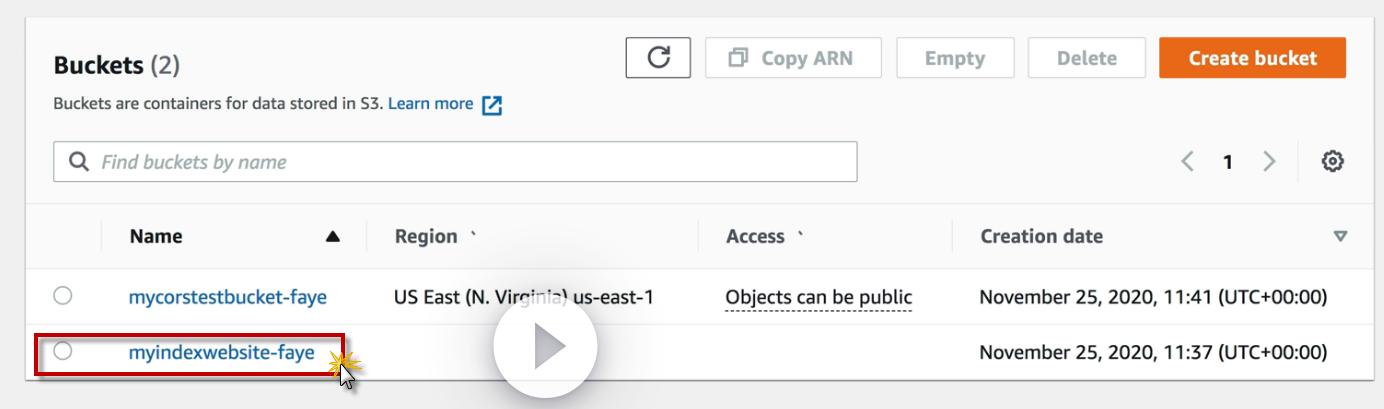 Buckets (2)
Copy ARN
Empty
Delete
Create bucket
Buckets are containers for data stored in S3. Learn more
Find buckets by name
1
Name Region Access Creation date
mycorstestbucket-faye US East (N. Virginia) us-east-1 Objects can be public November 25, 2020, 11:41 (UTC+00:00)
myindexwebsite-faye November 25, 2020, 11:37 (UTC+00:00)